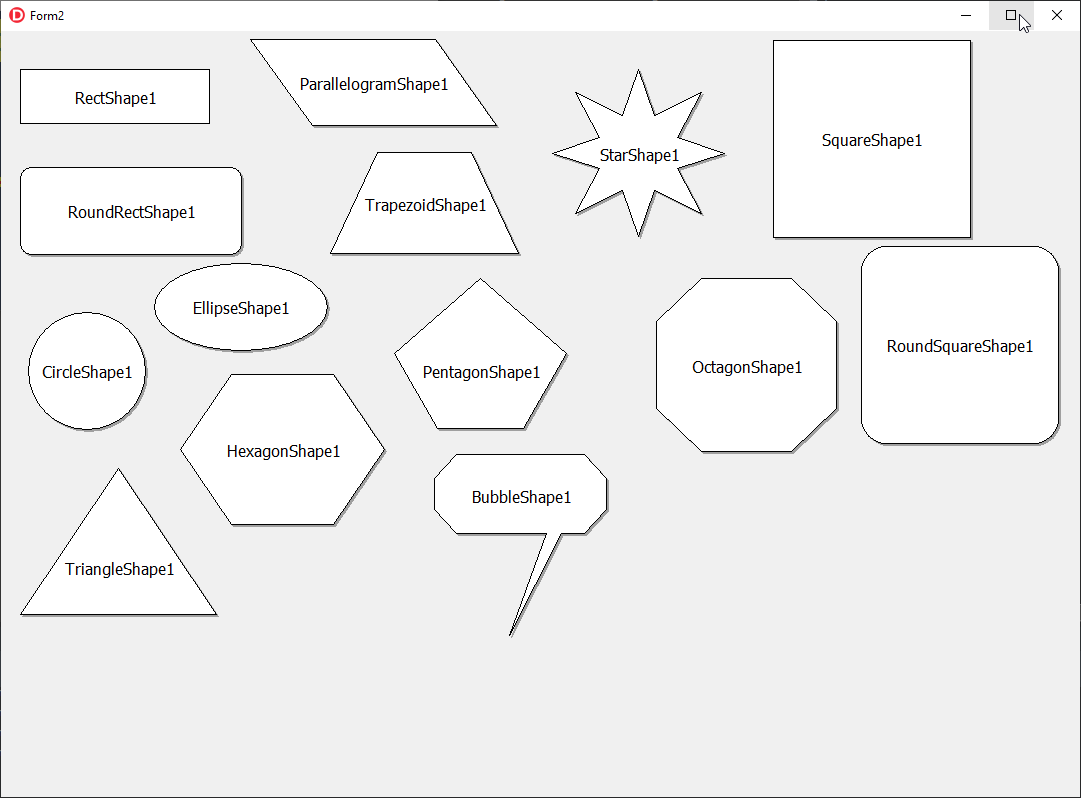 Form2
RectShape1
ParallelogramShape1
StarShape1
SquareShape1
RoundRectShape1
TrapezoidShape1
EllipseShape1
CircleShape1
PentagonShape1
OctagonShape1
RoundSquareShape1
HexagonShape1
BubbleShape1
TriangleShape1